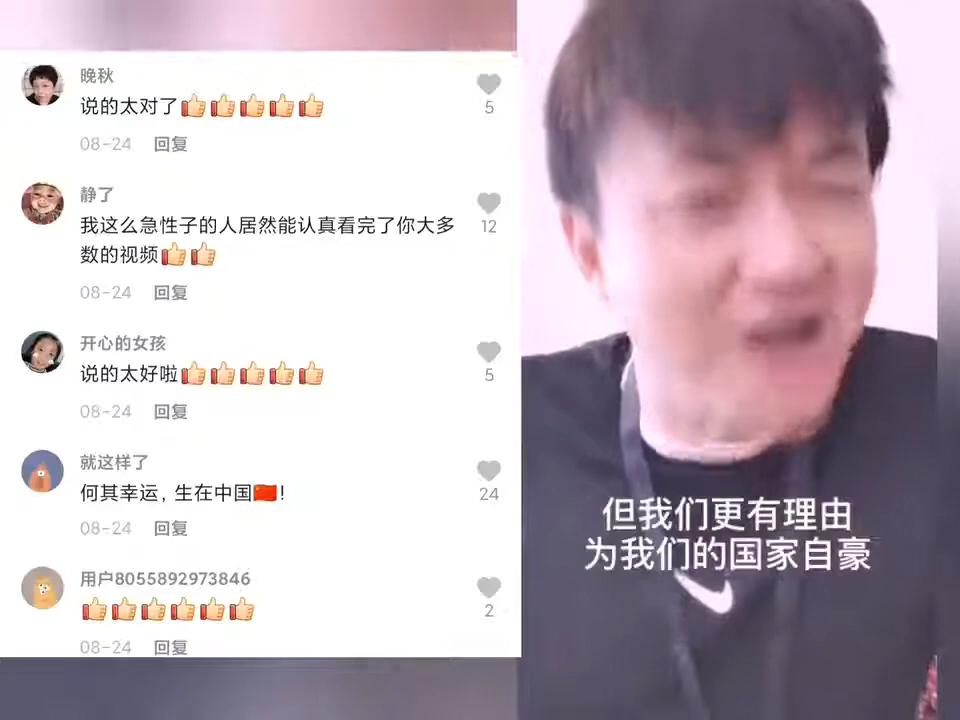 晚秋
说的太对了👍👍👍👍👍
5
08-24 回复
静了
我这么急性子的人居然能认真看完了你大多
数的视频👍👍
12
08-24 回复
开心的女孩
说的太好啦👍👍👍👍👍
5
08-24 回复
就这样了
何其幸运，生在中国🇨🇳!
24
08-24 回复
用户8055892973846
👍👍👍👍👍👍
2
08-24 回复
但我们更有理由
为我们的国家自豪